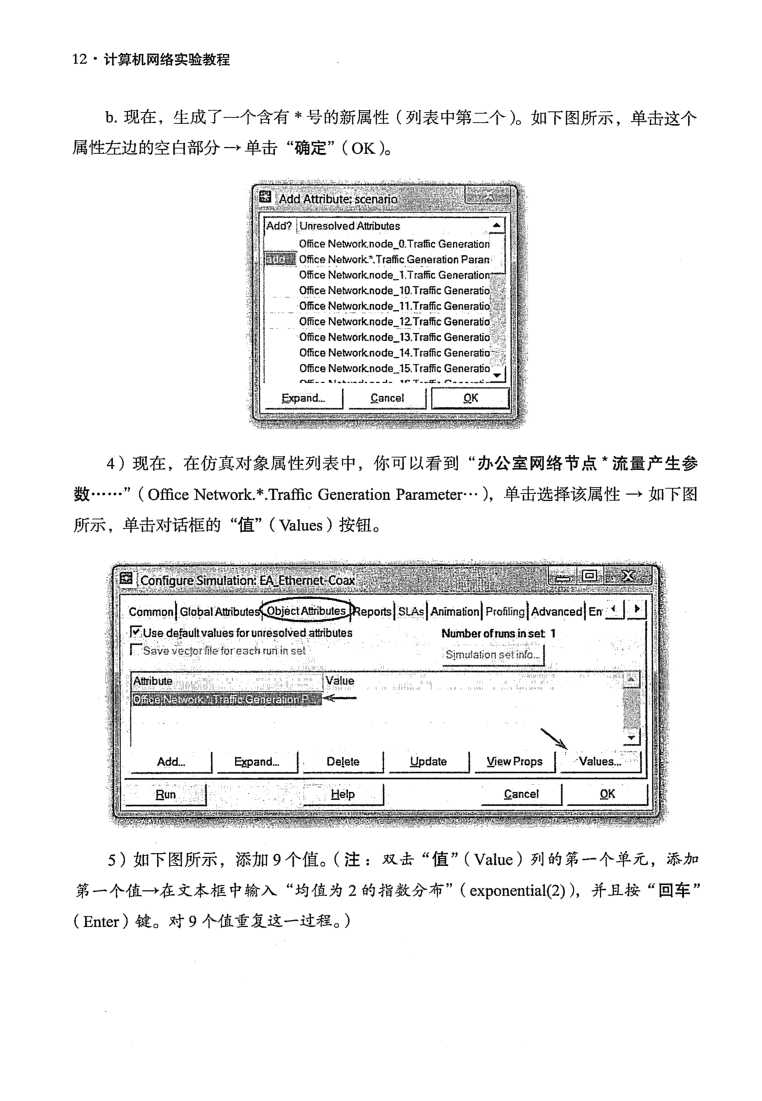 12・计算机网络实验教程
b. 现在，生成了一个含有 * 号的新属性（列表中第二个）。如下图所示，单击这个
属性左边的空白部分 → 单击“确定”（OK）。
Add Attribute: scenario
Add? Unresolved Attributes
Office Network.node_0.Traffic Generation
add Office Network.*.Traffic Generation Paran
Office Network.node_1.Traffic Generation
Office Network.node_10.Traffic Generatio
Office Network.node_11.Traffic Generatio
Office Network.node_12.Traffic Generatio
Office Network.node_13.Traffic Generatio
Office Network.node_14.Traffic Generatio
Office Network.node_15.Traffic Generatio
Expand... Cancel OK
4）现在，在仿真对象属性列表中，你可以看到“办公室网络节点 * 流量产生参
数……”（Office Network.*.Traffic Generation Parameter…），单击选择该属性 → 如下图
所示，单击对话框的“值”（Values）按钮。
Configure Simulation: EA_Ethernet-Coax
Common Global Attributes Object Attributes Reports SLAs Animation Profiling Advanced En
Use default values for unresolved attributes Number of runs in set: 1
Save vector file for each run in set Simulation set info...
Attribute Value
Office Network.*.Traffic Generation P...
Add... Expand... Delete Update View Props Values...
Run Help Cancel OK
5）如下图所示，添加 9 个值。（注：双击“值”（Value）列的第一个单元，添加
第一个值→在文本框中输入“均值为 2 的指数分布”（exponential(2)），并且按“回车”
（Enter）键。对 9 个值重复这一过程。）